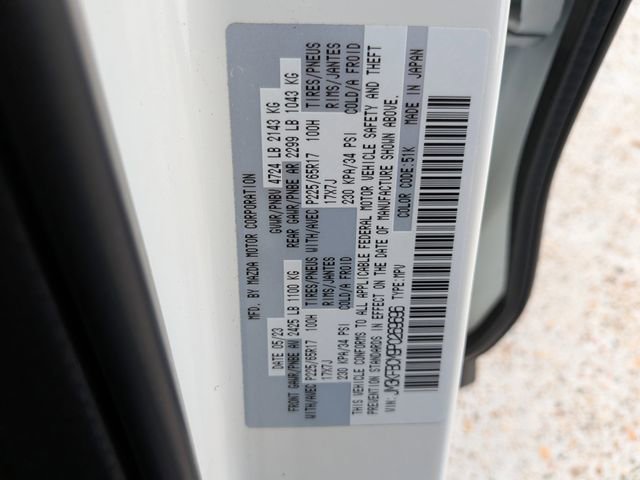 MFD. BY MAZDA MOTOR CORPORATION
DATE 05/23 GVWR/PNBV 4724 LB 2143 KG
FRONT GAWR/PNBE AV 2425 LB 1100 KG REAR GAWR/PNBE AR 2299 LB 1043 KG
WITH/AVEC TIRES/PNEUS WITH/AVEC TIRES/PNEUS
P225/65R17 100H RIMS/JANTES P225/65R17 100H RIMS/JANTES
17X7J COLD/A FROID 17X7J COLD/A FROID
230 KPA/34 PSI 230 KPA/34 PSI
THIS VEHICLE CONFORMS TO ALL APPLICABLE FEDERAL MOTOR VEHICLE SAFETY AND THEFT
PREVENTION STANDARDS IN EFFECT ON THE DATE OF MANUFACTURE SHOWN ABOVE.
VIN: JM3KFBCM9P0269696 TYPE:MPV COLOR CODE:51K MADE IN JAPAN